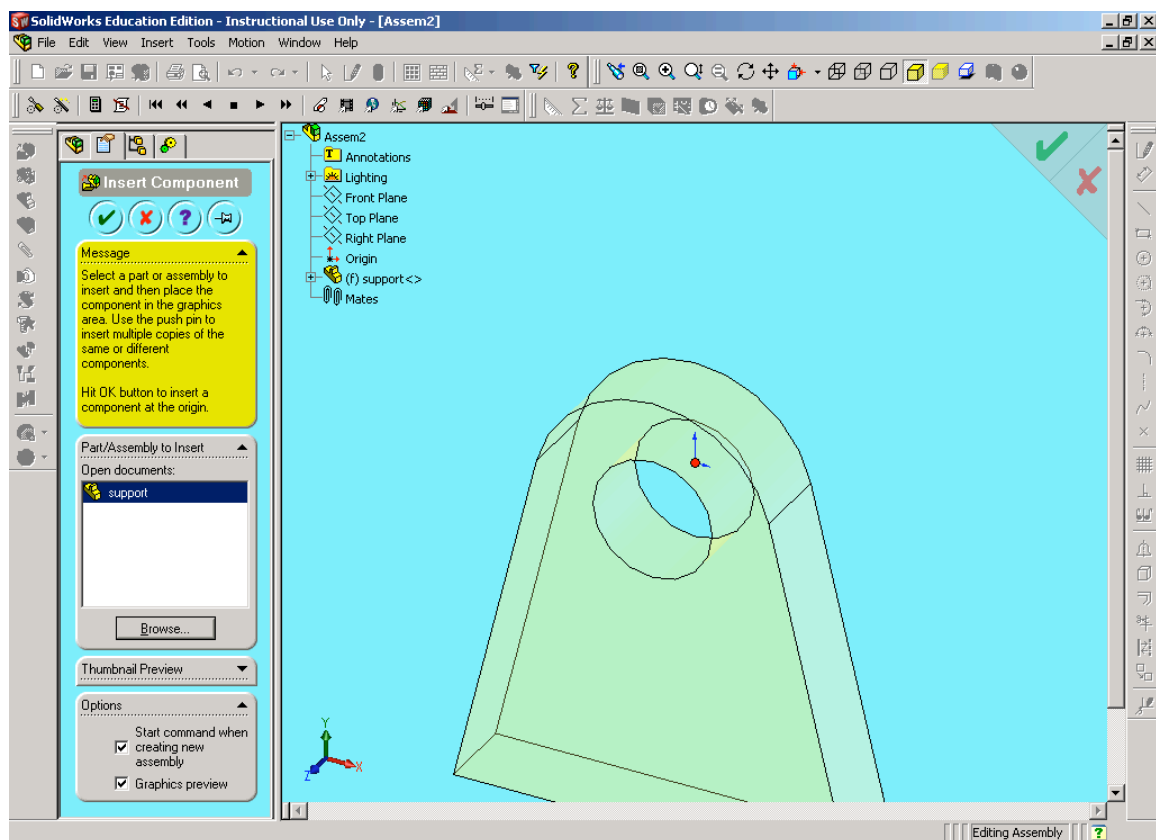 SolidWorks Education Edition - Instructional Use Only - [Assem2]
File Edit View Insert Tools Motion Window Help
Insert Component
Message
Select a part or assembly to
insert and then place the
component in the graphics
area. Use the push pin to
insert multiple copies of the
same or different
components.
Hit OK button to insert a
component at the origin.
Part/Assembly to Insert
Open documents:
support
Browse...
Thumbnail Preview
Options
Start command when
creating new
assembly
Graphics preview
Assem2
Annotations
Lighting
Front Plane
Top Plane
Right Plane
Origin
(f) support<>
Mates
Y
X
Z
Editing Assembly